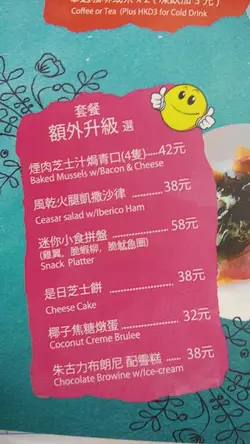 Coffee or Tea (Plus HKD3 for Cold Drink
套餐
額外升級 選
煙肉芝士汁焗青口(4隻)......42元
Baked Mussels w/Bacon & Cheese
風乾火腿凱撒沙律 ............ 38元
Ceasar salad w/Iberico Ham
迷你小食拼盤 ............... 58元
(雞翼，脆蝦柳，脆魷魚圈)
Snack Platter
是日芝士餅 ................ 38元
Cheese Cake
椰子焦糖燉蛋 ............ 32元
Coconut Creme Brulee
朱古力布朗尼 配雪糕 ...... 38元
Chocolate Browine w/Ice-cream